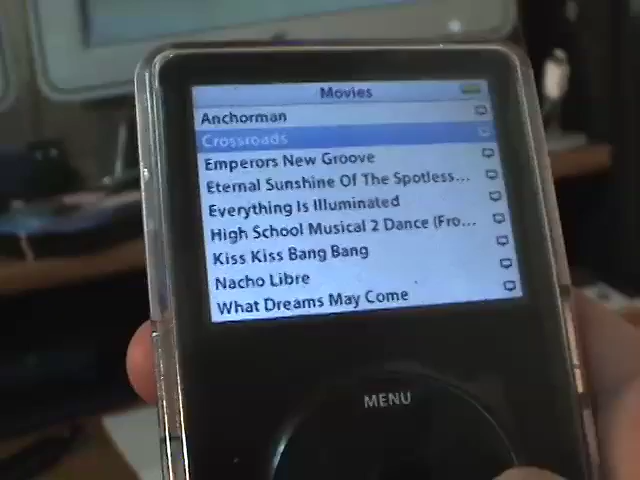 Movies
Anchorman
Crossroads
Emperors New Groove
Eternal Sunshine Of The Spotless...
Everything Is Illuminated
High School Musical 2 Dance (Fro...
Kiss Kiss Bang Bang
Nacho Libre
What Dreams May Come
MENU